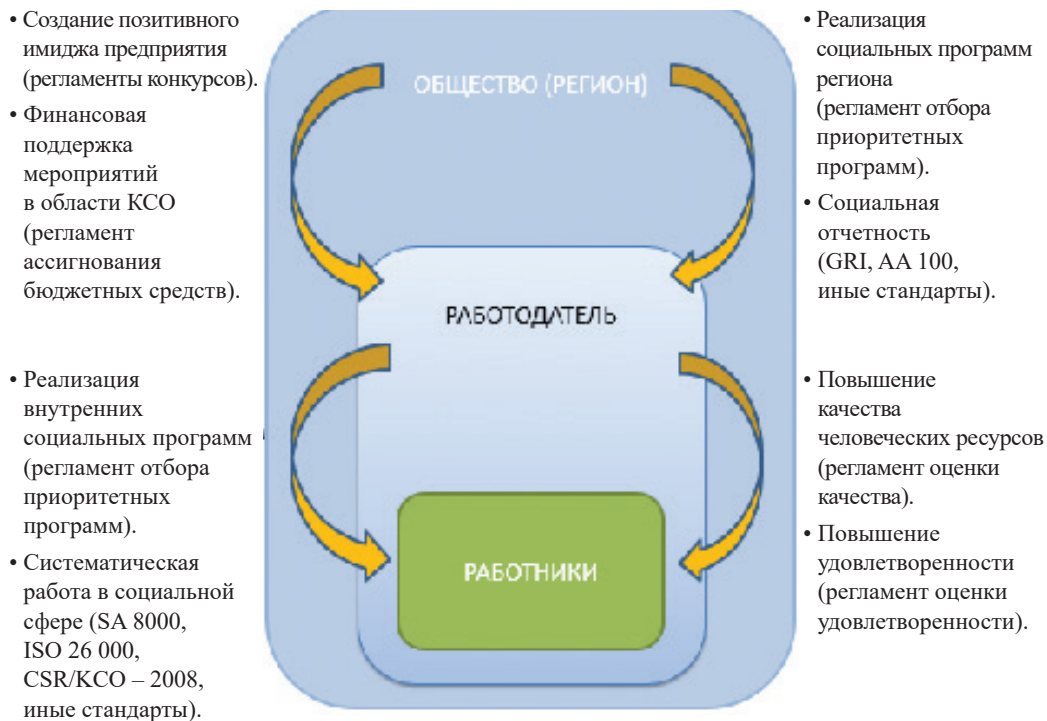 • Создание позитивного
имиджа предприятия
(регламенты конкурсов).
• Финансовая
поддержка
мероприятий
в области КСО
(регламент
ассигнования
бюджетных средств).
ОБЩЕСТВО (РЕГИОН)
• Реализация
социальных программ
региона
(регламент отбора
приоритетных
программ).
• Социальная
отчетность
(GRI, AA 100,
иные стандарты).
РАБОТОДАТЕЛЬ
• Реализация
внутренних
социальных программ
(регламент отбора
приоритетных
программ).
• Систематическая
работа в социальной
сфере (SA 8000,
ISO 26 000,
CSR/КСО – 2008,
иные стандарты).
РАБОТНИКИ
• Повышение
качества
человеческих ресурсов
(регламент оценки
качества).
• Повышение
удовлетворенности
(регламент оценки
удовлетворенности).